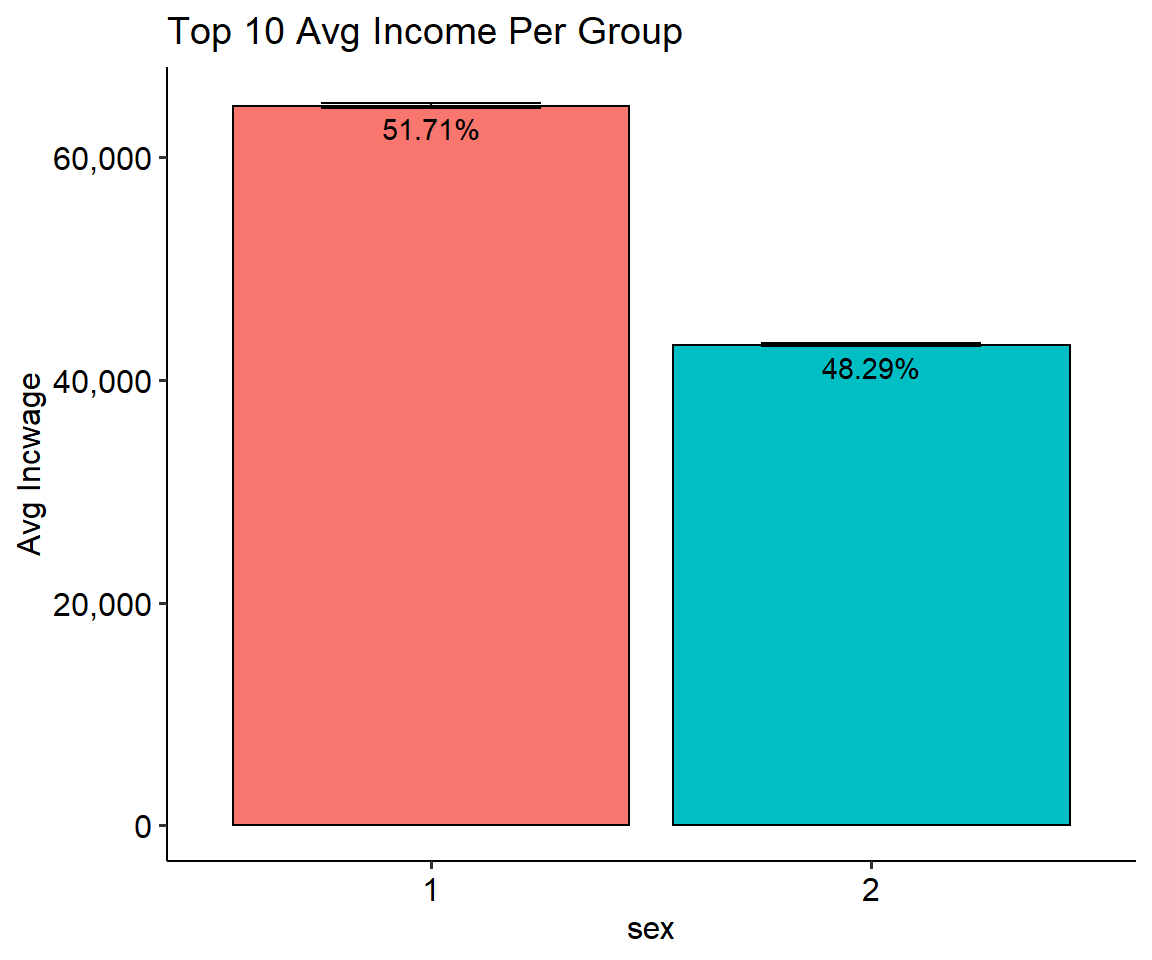 Top 10 Avg Income Per Group
Avg Incwage
60,000
40,000
20,000
0
51.71%
48.29%
1
2
sex